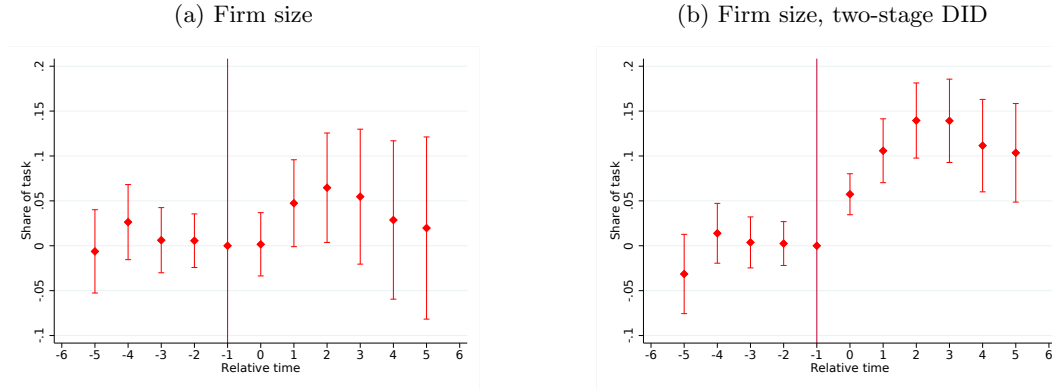 (a) Firm size
.2
.15
.1
.05
0
-.05
-.1
Share of task
-6 -5 -4 -3 -2 -1 0 1 2 3 4 5 6
Relative time
(b) Firm size, two-stage DID
.2
.15
.1
.05
0
-.05
-.1
Share of task
-6 -5 -4 -3 -2 -1 0 1 2 3 4 5 6
Relative time